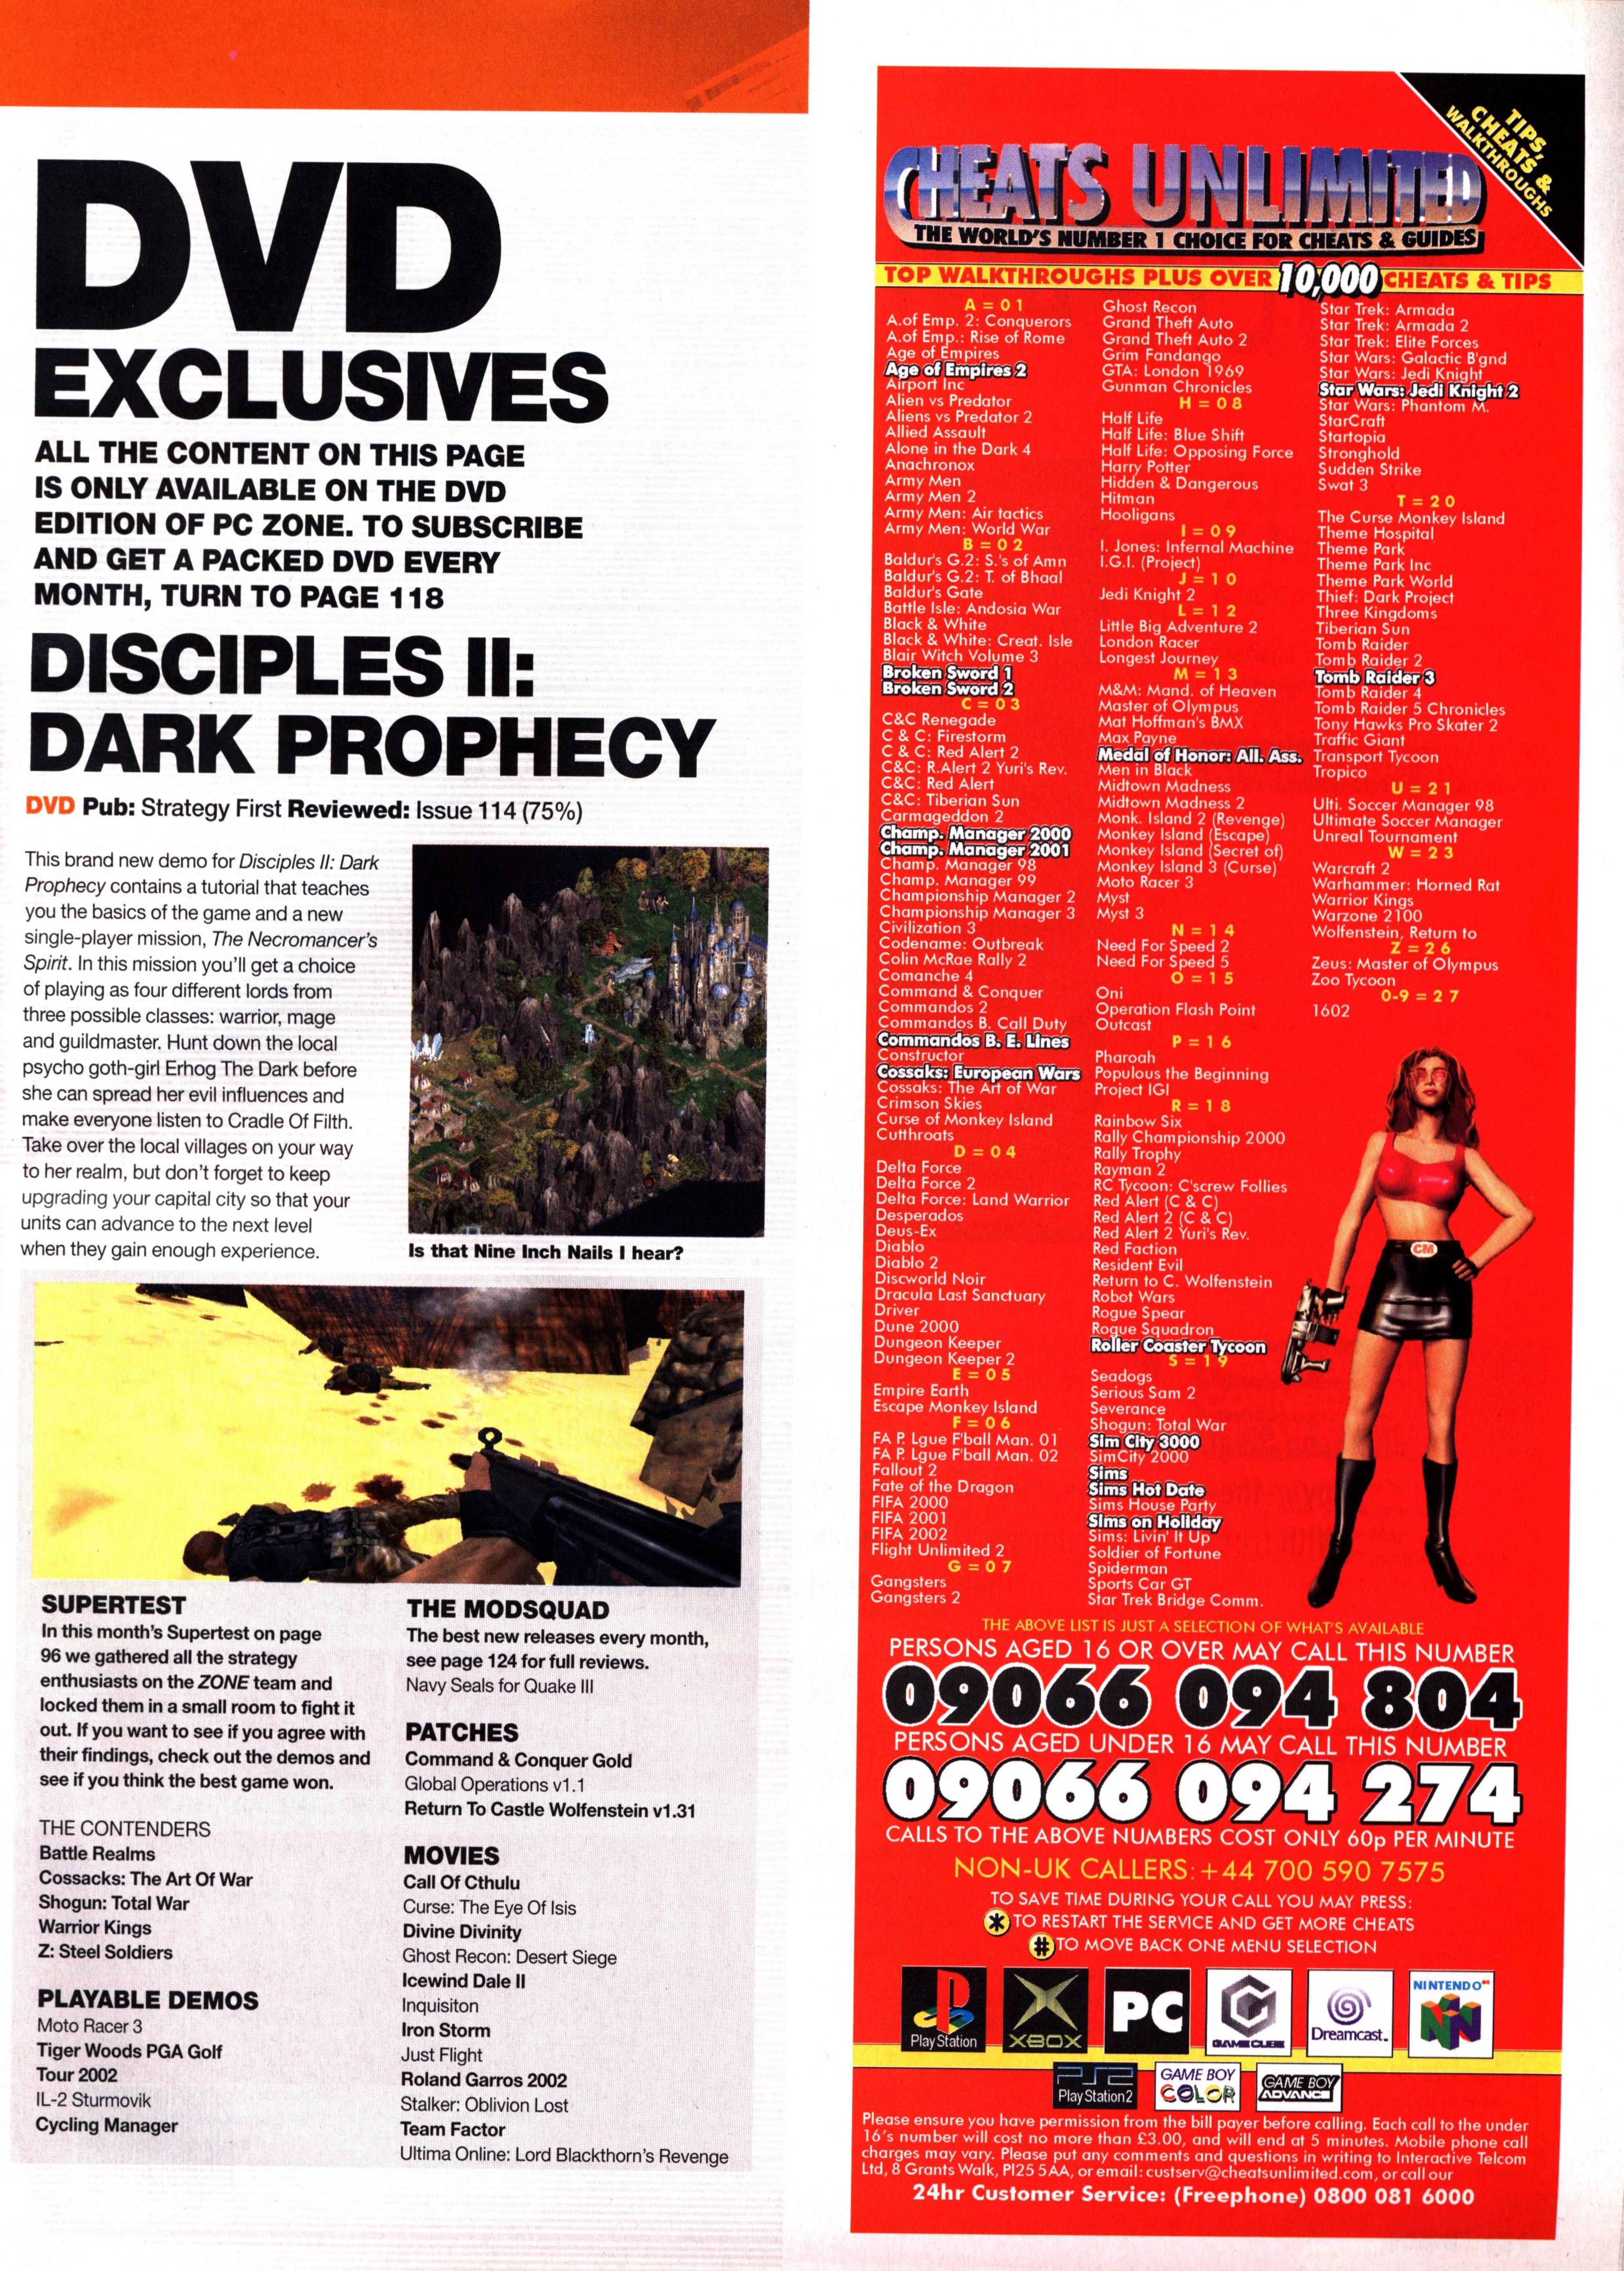 DVD
EXCLUSIVES
ALL THE CONTENT ON THIS PAGE
IS ONLY AVAILABLE ON THE DVD
EDITION OF PC ZONE. TO SUBSCRIBE
AND GET A PACKED DVD EVERY
MONTH, TURN TO PAGE 118
DISCIPLES II:
DARK PROPHECY
DVD Pub: Strategy First Reviewed: Issue 114 (75%)
This brand new demo for Disciples II: Dark
Prophecy contains a tutorial that teaches
you the basics of the game and a new
single-player mission, The Necromancer's
Spirit. In this mission you'll get a choice
of playing as four different lords from
three possible classes: warrior, mage
and guildmaster. Hunt down the local
psycho goth-girl Erhog The Dark before
she can spread her evil influences and
make everyone listen to Cradle Of Filth.
Take over the local villages on your way
to her realm, but don't forget to keep
upgrading your capital city so that your
units can advance to the next level
when they gain enough experience.
Is that Nine Inch Nails I hear?
SUPERTEST
In this month's Supertest on page
96 we gathered all the strategy
enthusiasts on the ZONE team and
locked them in a small room to fight it
out. If you want to see if you agree with
their findings, check out the demos and
see if you think the best game won.
THE CONTENDERS
Battle Realms
Cossacks: The Art Of War
Shogun: Total War
Warrior Kings
Z: Steel Soldiers
PLAYABLE DEMOS
Moto Racer 3
Tiger Woods PGA Golf
Tour 2002
IL-2 Sturmovik
Cycling Manager
THE MODSQUAD
The best new releases every month,
see page 124 for full reviews.
Navy Seals for Quake III
PATCHES
Command & Conquer Gold
Global Operations v1.1
Return To Castle Wolfenstein v1.31
MOVIES
Call Of Cthulu
Curse: The Eye Of Isis
Divine Divinity
Ghost Recon: Desert Siege
Icewind Dale II
Inquisiton
Iron Storm
Just Flight
Roland Garros 2002
Stalker: Oblivion Lost
Team Factor
Ultima Online: Lord Blackthorn's Revenge
TIPS,
CHEATS &
WALKTHROUGHS
CHEATS UNLIMITED
THE WORLD'S NUMBER 1 CHOICE FOR CHEATS & GUIDES
TOP WALKTHROUGHS PLUS OVER 10,000 CHEATS & TIPS
A = 01
A.of Emp. 2: Conquerors
A.of Emp.: Rise of Rome
Age of Empires
Age of Empires 2
Airport Inc
Alien vs Predator
Aliens vs Predator 2
Allied Assault
Alone in the Dark 4
Anachronox
Army Men
Army Men 2
Army Men: Air tactics
Army Men: World War
B = 02
Baldur's G.2: S.'s of Amn
Baldur's G.2: T. of Bhaal
Baldur's Gate
Battle Isle: Andosia War
Black & White
Black & White: Creat. Isle
Blair Witch Volume 3
Broken Sword 1
Broken Sword 2
C = 03
C&C Renegade
C & C: Firestorm
C & C: Red Alert 2
C&C: R.Alert 2 Yuri's Rev.
C&C: Red Alert
C&C: Tiberian Sun
Carmageddon 2
Champ. Manager 2000
Champ. Manager 2001
Champ. Manager 98
Champ. Manager 99
Championship Manager 2
Championship Manager 3
Civilization 3
Codename: Outbreak
Colin McRae Rally 2
Comanche 4
Command & Conquer
Commandos 2
Commandos B. Call Duty
Commandos B. E. Lines
Constructor
Cossaks: European Wars
Cossaks: The Art of War
Crimson Skies
Curse of Monkey Island
Cutthroats
D = 04
Delta Force
Delta Force 2
Delta Force: Land Warrior
Desperados
Deus-Ex
Diablo
Diablo 2
Discworld Noir
Dracula Last Sanctuary
Driver
Dune 2000
Dungeon Keeper
Dungeon Keeper 2
E = 05
Empire Earth
Escape Monkey Island
F = 06
FA P. Lgue F'ball Man. 01
FA P. Lgue F'ball Man. 02
Fallout 2
Fate of the Dragon
FIFA 2000
FIFA 2001
FIFA 2002
Flight Unlimited 2
G = 07
Gangsters
Gangsters 2
Ghost Recon
Grand Theft Auto
Grand Theft Auto 2
Grim Fandango
GTA: London 1969
Gunman Chronicles
H = 08
Half Life
Half Life: Blue Shift
Half Life: Opposing Force
Harry Potter
Hidden & Dangerous
Hitman
Hooligans
I = 09
I. Jones: Infernal Machine
I.G.I. (Project)
J = 10
Jedi Knight 2
L = 12
Little Big Adventure 2
London Racer
Longest Journey
M = 13
M&M: Mand. of Heaven
Master of Olympus
Mat Hoffman's BMX
Max Payne
Medal of Honor: All. Ass.
Men in Black
Midtown Madness
Midtown Madness 2
Monk. Island 2 (Revenge)
Monkey Island (Escape)
Monkey Island (Secret of)
Monkey Island 3 (Curse)
Moto Racer 3
Myst
Myst 3
N = 14
Need For Speed 2
Need For Speed 5
O = 15
Oni
Operation Flash Point
Outcast
P = 16
Pharoah
Populous the Beginning
Project IGI
R = 18
Rainbow Six
Rally Championship 2000
Rally Trophy
Rayman 2
RC Tycoon: C'screw Follies
Red Alert (C & C)
Red Alert 2 (C & C)
Red Alert 2 Yuri's Rev.
Red Faction
Resident Evil
Return to C. Wolfenstein
Robot Wars
Rogue Spear
Rogue Squadron
Roller Coaster Tycoon
S = 19
Seadogs
Serious Sam 2
Severance
Shogun: Total War
Sim City 3000
SimCity 2000
Sims
Sims Hot Date
Sims House Party
Sims on Holiday
Sims: Livin' It Up
Soldier of Fortune
Spiderman
Sports Car GT
Star Trek Bridge Comm.
Star Trek: Armada
Star Trek: Armada 2
Star Trek: Elite Forces
Star Wars: Galactic B'gnd
Star Wars: Jedi Knight
Star Wars: Jedi Knight 2
Star Wars: Phantom M.
StarCraft
Startopia
Stronghold
Sudden Strike
Swat 3
T = 20
The Curse Monkey Island
Theme Hospital
Theme Park
Theme Park Inc
Theme Park World
Thief: Dark Project
Three Kingdoms
Tiberian Sun
Tomb Raider
Tomb Raider 2
Tomb Raider 3
Tomb Raider 4
Tomb Raider 5 Chronicles
Tony Hawks Pro Skater 2
Traffic Giant
Transport Tycoon
Tropico
U = 21
Ulti. Soccer Manager 98
Ultimate Soccer Manager
Unreal Tournament
W = 23
Warcraft 2
Warhammer: Horned Rat
Warrior Kings
Warzone 2100
Wolfenstein, Return to
Z = 26
Zeus: Master of Olympus
Zoo Tycoon
0-9 = 27
1602
CM
THE ABOVE LIST IS JUST A SELECTION OF WHAT'S AVAILABLE
PERSONS AGED 16 OR OVER MAY CALL THIS NUMBER
09066 094 804
PERSONS AGED UNDER 16 MAY CALL THIS NUMBER
09066 094 274
CALLS TO THE ABOVE NUMBERS COST ONLY 60p PER MINUTE
NON-UK CALLERS: +44 700 590 7575
TO SAVE TIME DURING YOUR CALL YOU MAY PRESS:
* TO RESTART THE SERVICE AND GET MORE CHEATS
# TO MOVE BACK ONE MENU SELECTION
PlayStation
XBOX
PC
GAMECUBE
Dreamcast.
NINTENDO64
PS2
PlayStation2
GAME BOY
COLOR
GAME BOY
ADVANCE
Please ensure you have permission from the bill payer before calling. Each call to the under
16's number will cost no more than £3.00, and will end at 5 minutes. Mobile phone call
charges may vary. Please put any comments and questions in writing to Interactive Telcom
Ltd, 8 Grants Walk, Pl25 5AA, or email: custserv@cheatsunlimited.com, or call our
24hr Customer Service: (Freephone) 0800 081 6000